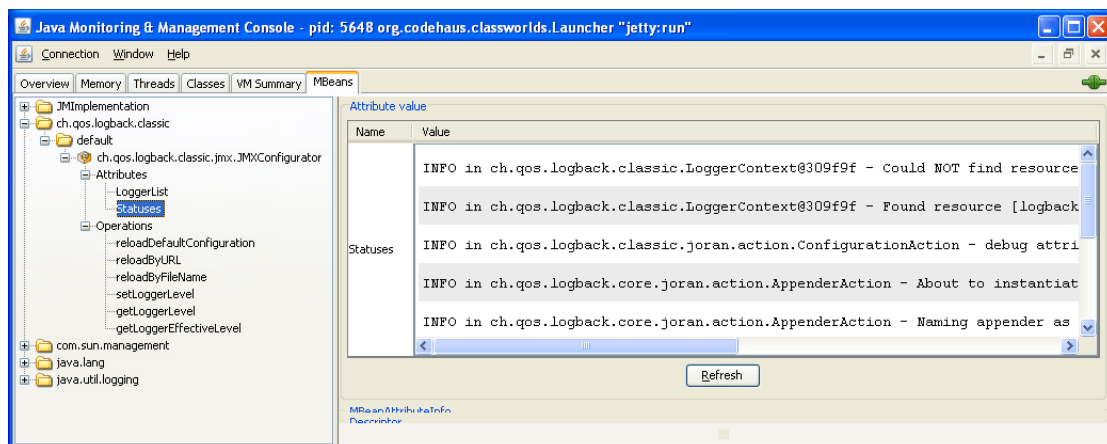 Java Monitoring & Management Console - pid: 5648 org.codehaus.classworlds.Launcher "jetty:run"
Connection Window Help
Overview Memory Threads Classes VM Summary MBeans
JMImplementation
ch.qos.logback.classic
default
ch.qos.logback.classic.jmx.JMXConfigurator
Attributes
LoggerList
Statuses
Operations
reloadDefaultConfiguration
reloadByURL
reloadByFileName
setLoggerLevel
getLoggerLevel
getLoggerEffectiveLevel
com.sun.management
java.lang
java.util.logging
Attribute value
Name Value
Statuses
INFO in ch.qos.logback.classic.LoggerContext@309f9f - Could NOT find resource
INFO in ch.qos.logback.classic.LoggerContext@309f9f - Found resource [logback
INFO in ch.qos.logback.classic.joran.action.ConfigurationAction - debug attri
INFO in ch.qos.logback.core.joran.action.AppenderAction - About to instantiat
INFO in ch.qos.logback.core.joran.action.AppenderAction - Naming appender as
Refresh
MBeanAttributeInfo
Descriptor